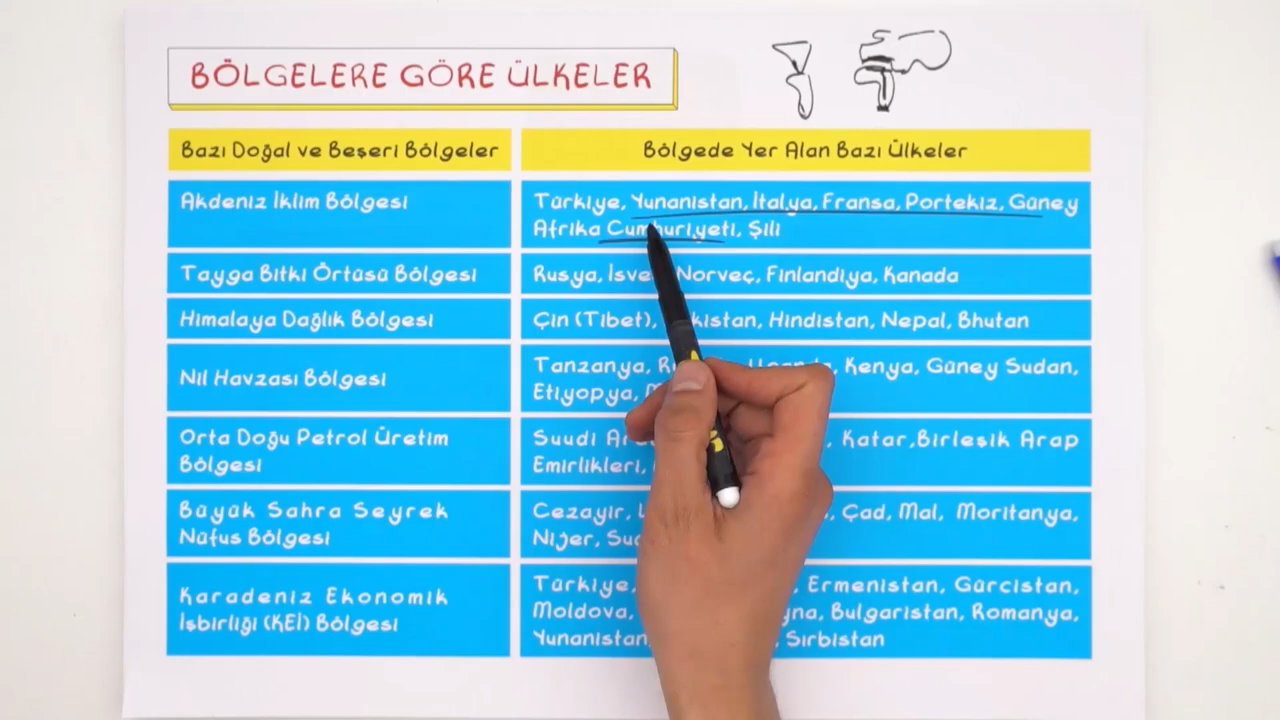 BÖLGELERE GÖRE ÜLKELER
Bazı Doğal ve Beşeri Bölgeler
Bölgede Yer Alan Bazı Ülkeler
Akdeniz İklim Bölgesi
Türkiye, Yunanistan, İtalya, Fransa, Portekiz, Güney
Afrika Cumhuriyeti, Şili
Tayga Bitki Örtüsü Bölgesi
Rusya, Norveç, Finlandiya, Kanada
Himalaya Dağlık Bölgesi
Çin (Tibet), Hindistan, Nepal, Bhutan
Nil Havzası Bölgesi
Tanzanya, Kenya, Güney Sudan,
Etiyopya,
Orta Doğu Petrol Üretim
Bölgesi
Suudi Katar,Birleşik Arap
Emirlikleri,
Büyük Sahra Seyrek
Nüfus Bölgesi
Cezayir, Çad, Mal, Moritanya,
Nijer,
Karadeniz Ekonomik
İşbirliği (KEİ) Bölgesi
Türkiye, Ermenistan, Gürcistan,
Moldova, Bulgaristan, Romanya,
Yunanistan Sırbistan